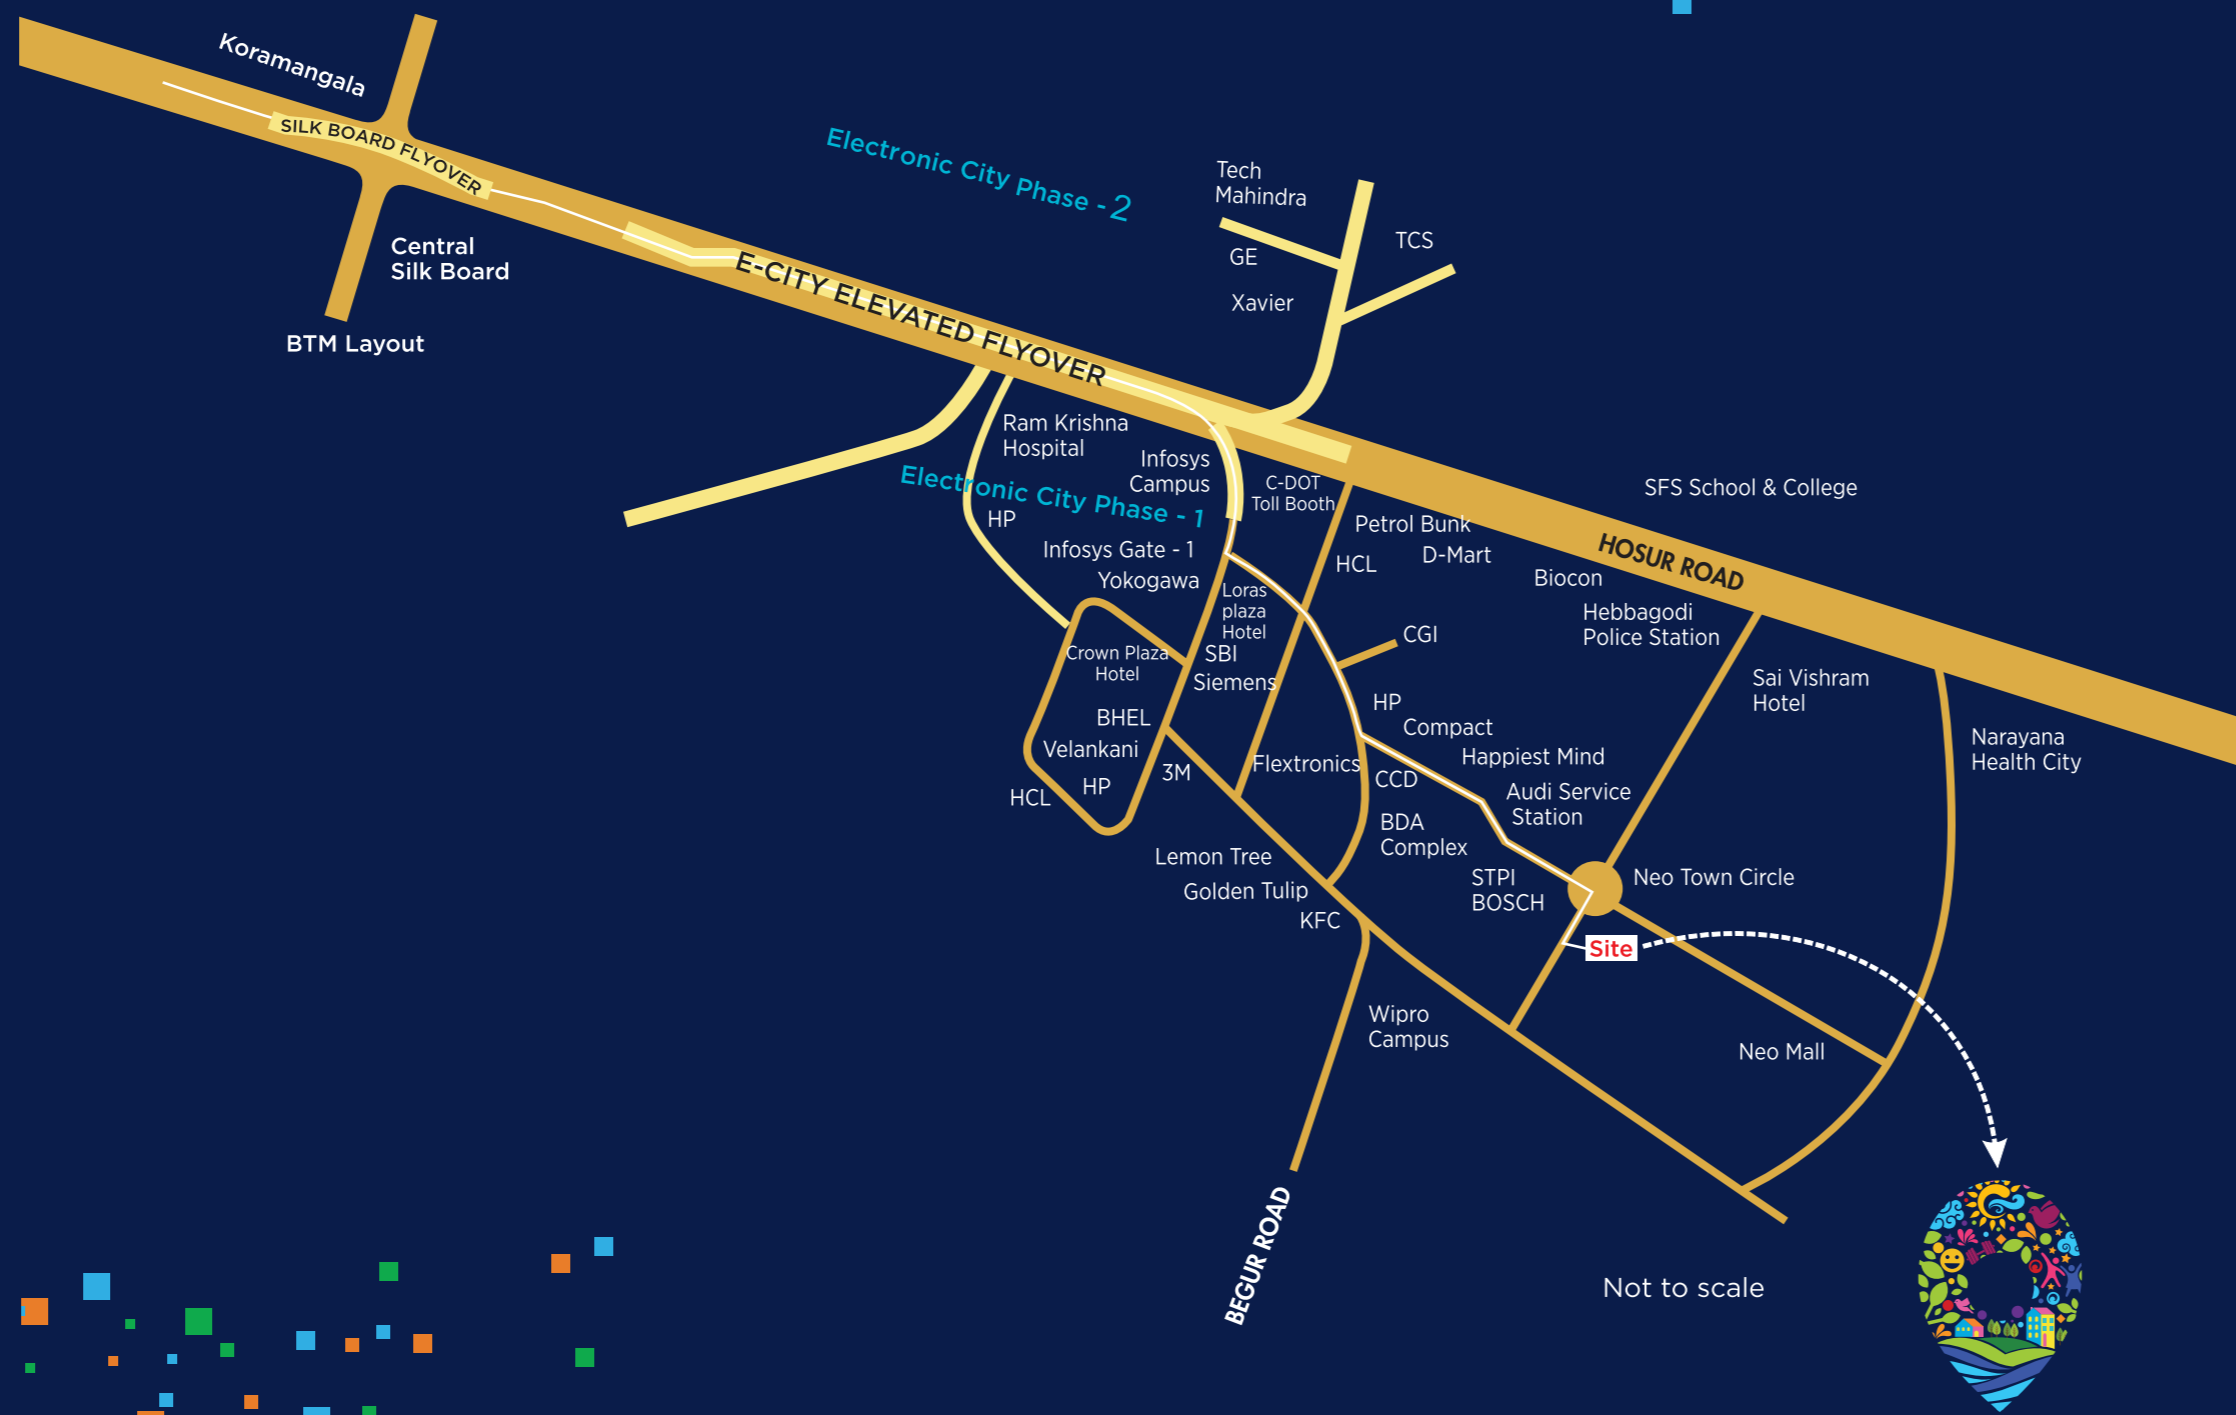 Koramangala
SILK BOARD FLYOVER
Central
Silk Board
BTM Layout
Electronic City Phase - 2
E-CITY ELEVATED FLYOVER
Tech
Mahindra
GE
Xavier
TCS
Ram Krishna
Hospital
Infosys
Campus
Electronic City Phase - 1
HP
C-DOT
Toll Booth
Infosys Gate - 1
Yokogawa
Petrol Bunk
D-Mart
HCL
SFS School & College
HOSUR ROAD
Biocon
Hebbagodi
Police Station
Loras
plaza
Hotel
CGI
Crown Plaza
Hotel
SBI
Siemens
BHEL
Velankani
HP
HCL
3M
HP
Compact
Happiest Mind
Flextronics
CCD
Audi Service
Station
BDA
Complex
Sai Vishram
Hotel
Narayana
Health City
Lemon Tree
Golden Tulip
KFC
STPI
BOSCH
Neo Town Circle
Site
Wipro
Campus
Neo Mall
BEGUR ROAD
Not to scale